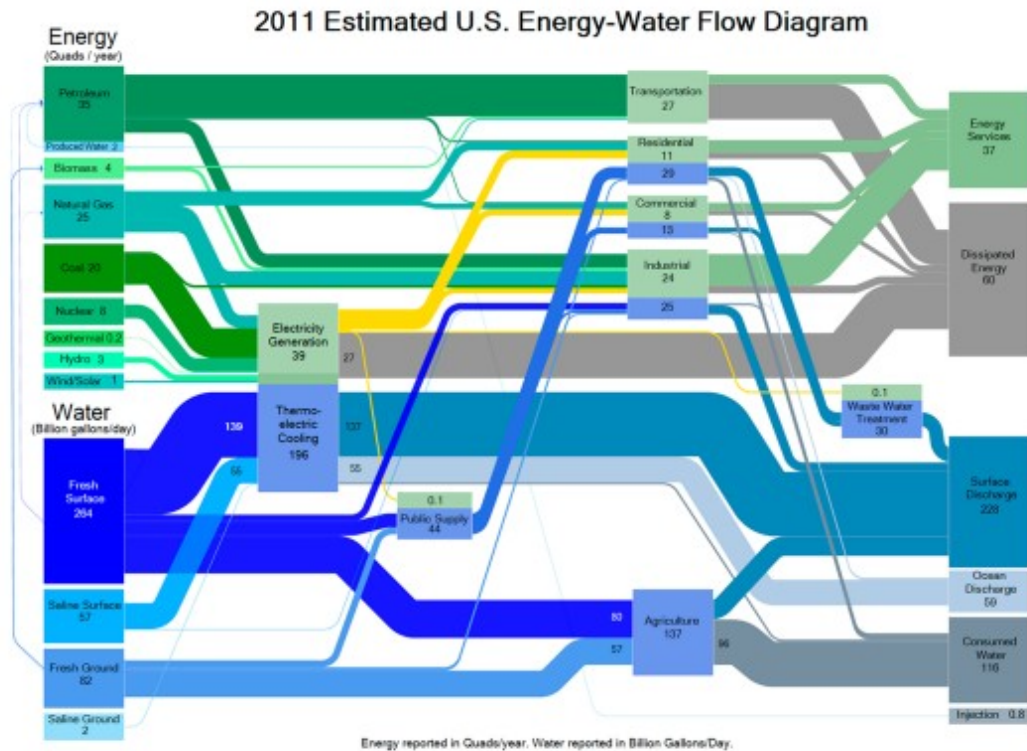 2011 Estimated U.S. Energy-Water Flow Diagram
Energy
(Quads / year)
Petroleum
35
Produced Water 2
Biomass 4
Natural Gas
25
Coal 20
Nuclear 8
Geothermal 0.2
Hydro 3
Wind/Solar 1
Water
(Billion gallons/day)
Fresh
Surface
264
Saline Surface
57
Fresh Ground
82
Saline Ground
2
Electricity
Generation
39
27
Thermo-
electric
Cooling
196
139
55
137
55
0.1
Public Supply
44
Transportation
27
Residential
11
29
Commercial
8
13
Industrial
24
25
80
57
Agriculture
137
96
0.1
Waste Water
Treatment
30
Energy
Services
37
Dissipated
Energy
60
Surface
Discharge
228
Ocean
Discharge
59
Consumed
Water
116
Injection 0.8
Energy reported in Quads/year. Water reported in Billion Gallons/Day.